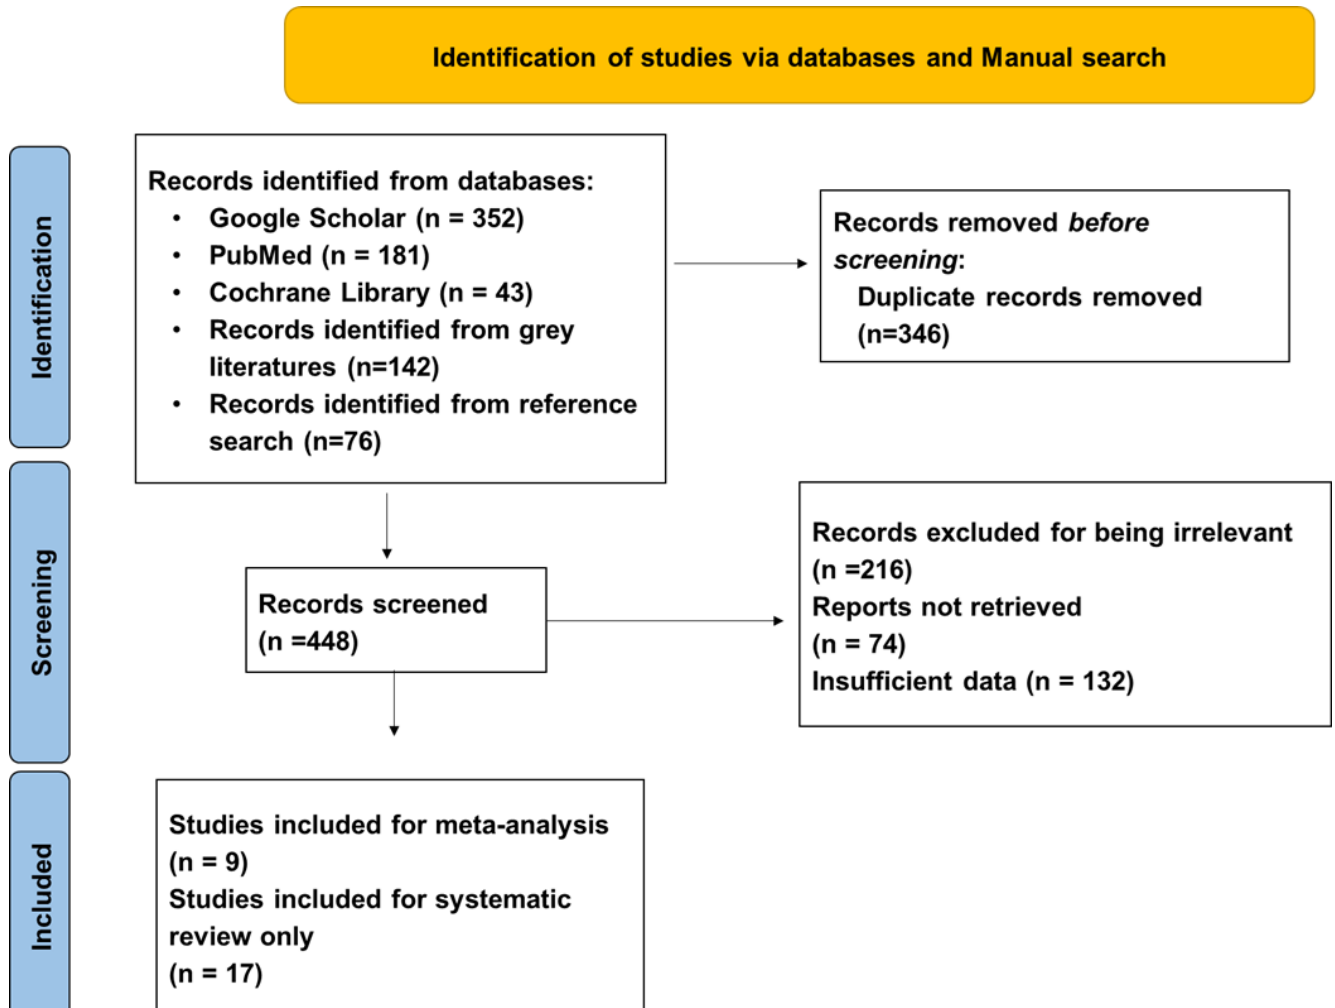 Identification of studies via databases and Manual search
Identification
Records identified from databases:
• Google Scholar (n = 352)
• PubMed (n = 181)
• Cochrane Library (n = 43)
• Records identified from grey
literatures (n=142)
• Records identified from reference
search (n=76)
Records removed before
screening:
Duplicate records removed
(n=346)
Screening
Records screened
(n =448)
Records excluded for being irrelevant
(n =216)
Reports not retrieved
(n = 74)
Insufficient data (n = 132)
Included
Studies included for meta-analysis
(n = 9)
Studies included for systematic
review only
(n = 17)